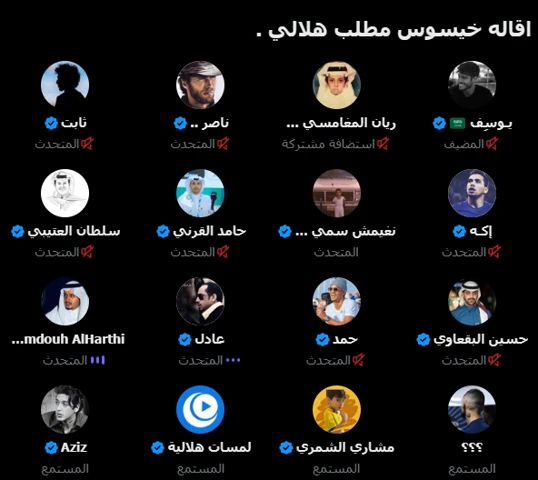 اقاله خيسوس مطلب هلالي .
يـوسِـف
المضيف
ريان المغامسي ...
استضافة مشتركة
ناصر ..
المتحدث
ثابت
المتحدث
إكـه
المتحدث
نغيمش سمي ...
المتحدث
حامد القرني
المتحدث
سلطان العتيبي
المتحدث
حسين البقعاوي
المتحدث
حمد
المتحدث
عادل
المتحدث
...mdouh AlHarthi
المتحدث
؟؟؟
المستمع
مشاري الشمري
المستمع
لمسات هلالية
المستمع
Aziz
المستمع